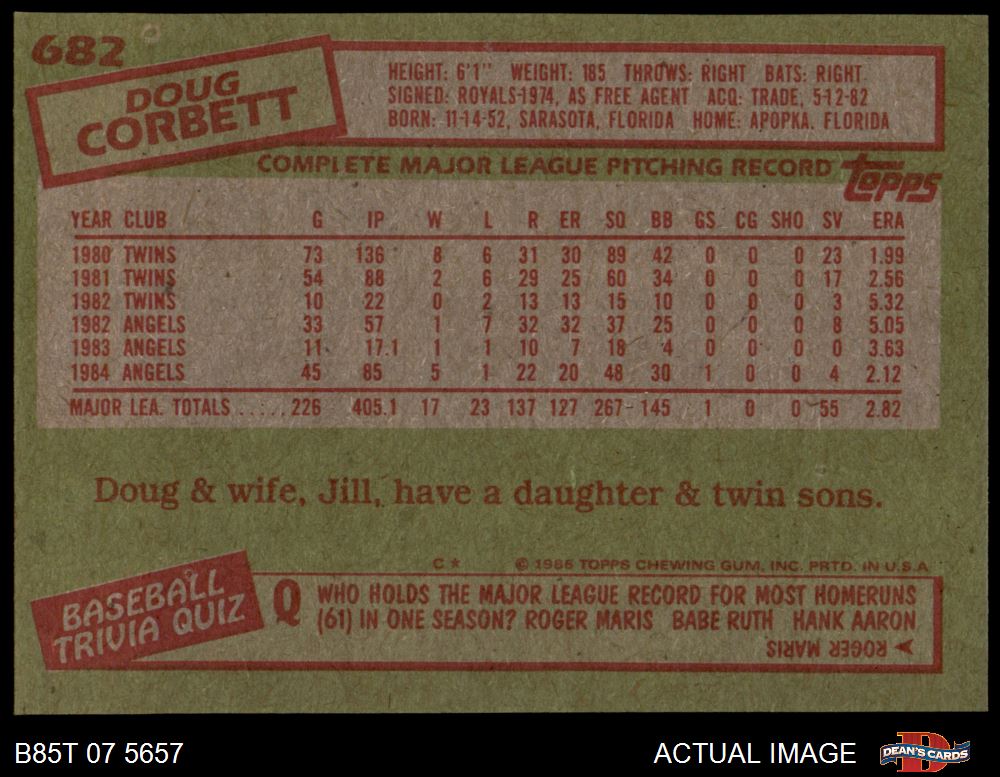 682
DOUG
CORBETT
HEIGHT: 6'1" WEIGHT: 185 THROWS: RIGHT BATS: RIGHT
SIGNED: ROYALS-1974, AS FREE AGENT ACQ: TRADE, 5-12-82
BORN: 11-14-52, SARASOTA, FLORIDA HOME: APOPKA, FLORIDA
COMPLETE MAJOR LEAGUE PITCHING RECORD
topps
YEAR CLUB G IP W L R ER SO BB GS CG SHO SV ERA
1980 TWINS 73 136 8 6 31 30 89 42 0 0 0 23 1.99
1981 TWINS 54 88 2 6 29 25 60 34 0 0 0 17 2.56
1982 TWINS 10 22 0 2 13 13 15 10 0 0 0 3 5.32
1982 ANGELS 33 57 1 7 32 32 37 25 0 0 0 8 5.05
1983 ANGELS 11 17.1 1 1 10 7 18 4 0 0 0 0 3.63
1984 ANGELS 45 85 5 1 22 20 48 30 1 0 0 4 2.12
MAJOR LEA. TOTALS ..... 226 405.1 17 23 137 127 267 145 1 0 0 55 2.82
Doug & wife, Jill, have a daughter & twin sons.
C * © 1985 TOPPS CHEWING GUM, INC. PRTD. IN U.S.A.
BASEBALL
TRIVIA QUIZ
Q WHO HOLDS THE MAJOR LEAGUE RECORD FOR MOST HOMERUNS
(61) IN ONE SEASON? ROGER MARIS BABE RUTH HANK AARON
ROGER MARIS
B85T 07 5657
ACTUAL IMAGE
D
DEAN'S CARDS